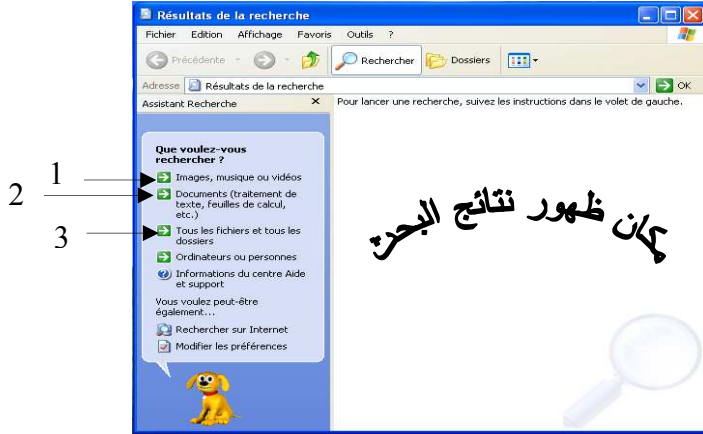 Résultats de la recherche
Fichier Edition Affichage Favoris Outils ?
Précédente Rechercher Dossiers
Adresse Résultats de la recherche OK
Assistant Recherche × Pour lancer une recherche, suivez les instructions dans le volet de gauche.
Que voulez-vous
rechercher ?
1 Images, musique ou vidéos
2 Documents (traitement de
texte, feuilles de calcul,
etc.)
3 Tous les fichiers et tous les
dossiers
Ordinateurs ou personnes
Informations du centre Aide
et support
Vous voulez peut-être
également...
Rechercher sur Internet
Modifier les préférences
مكان ظهور نتائج البحث